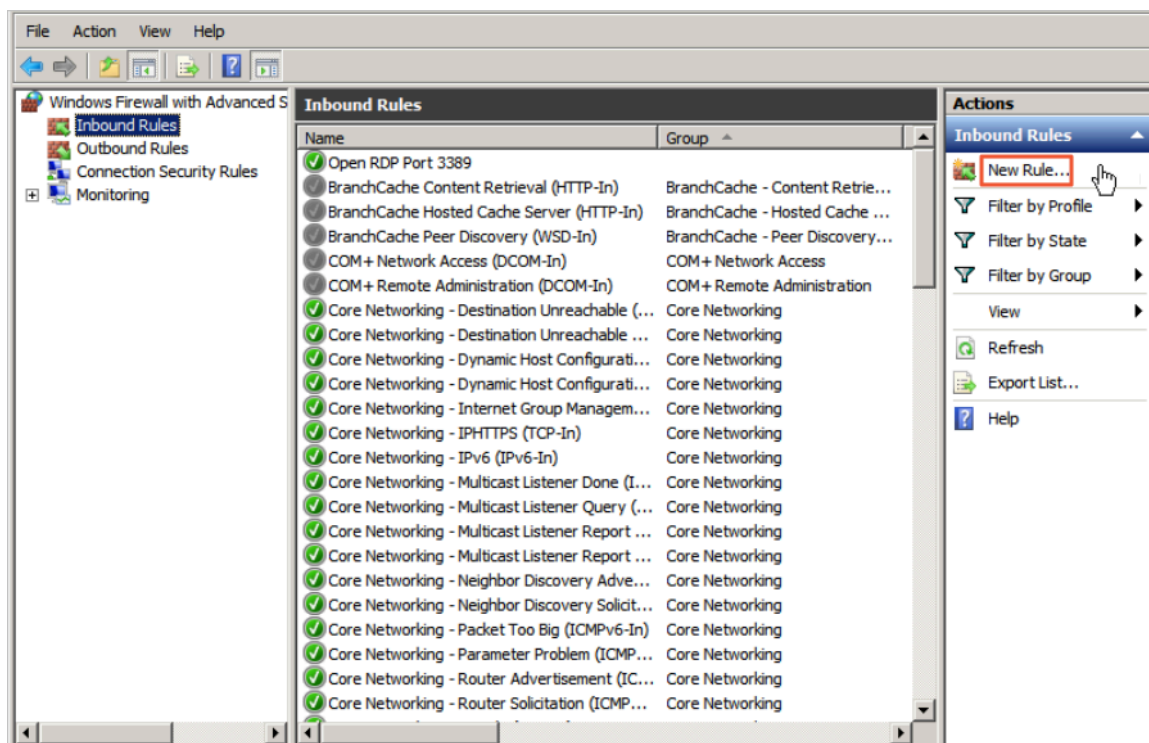 File Action View Help
Windows Firewall with Advanced S
Inbound Rules
Outbound Rules
Connection Security Rules
Monitoring
Inbound Rules
Name Group
Open RDP Port 3389
BranchCache Content Retrieval (HTTP-In) BranchCache - Content Retrie...
BranchCache Hosted Cache Server (HTTP-In) BranchCache - Hosted Cache ...
BranchCache Peer Discovery (WSD-In) BranchCache - Peer Discovery...
COM+ Network Access (DCOM-In) COM+ Network Access
COM+ Remote Administration (DCOM-In) COM+ Remote Administration
Core Networking - Destination Unreachable (... Core Networking
Core Networking - Destination Unreachable ... Core Networking
Core Networking - Dynamic Host Configurati... Core Networking
Core Networking - Dynamic Host Configurati... Core Networking
Core Networking - Internet Group Managem... Core Networking
Core Networking - IPHTTPS (TCP-In) Core Networking
Core Networking - IPv6 (IPv6-In) Core Networking
Core Networking - Multicast Listener Done (I... Core Networking
Core Networking - Multicast Listener Query (... Core Networking
Core Networking - Multicast Listener Report ... Core Networking
Core Networking - Multicast Listener Report ... Core Networking
Core Networking - Neighbor Discovery Adve... Core Networking
Core Networking - Neighbor Discovery Solicit... Core Networking
Core Networking - Packet Too Big (ICMPv6-In) Core Networking
Core Networking - Parameter Problem (ICMP... Core Networking
Core Networking - Router Advertisement (IC... Core Networking
Core Networking - Router Solicitation (ICMP... Core Networking
Actions
Inbound Rules
New Rule...
Filter by Profile
Filter by State
Filter by Group
View
Refresh
Export List...
Help